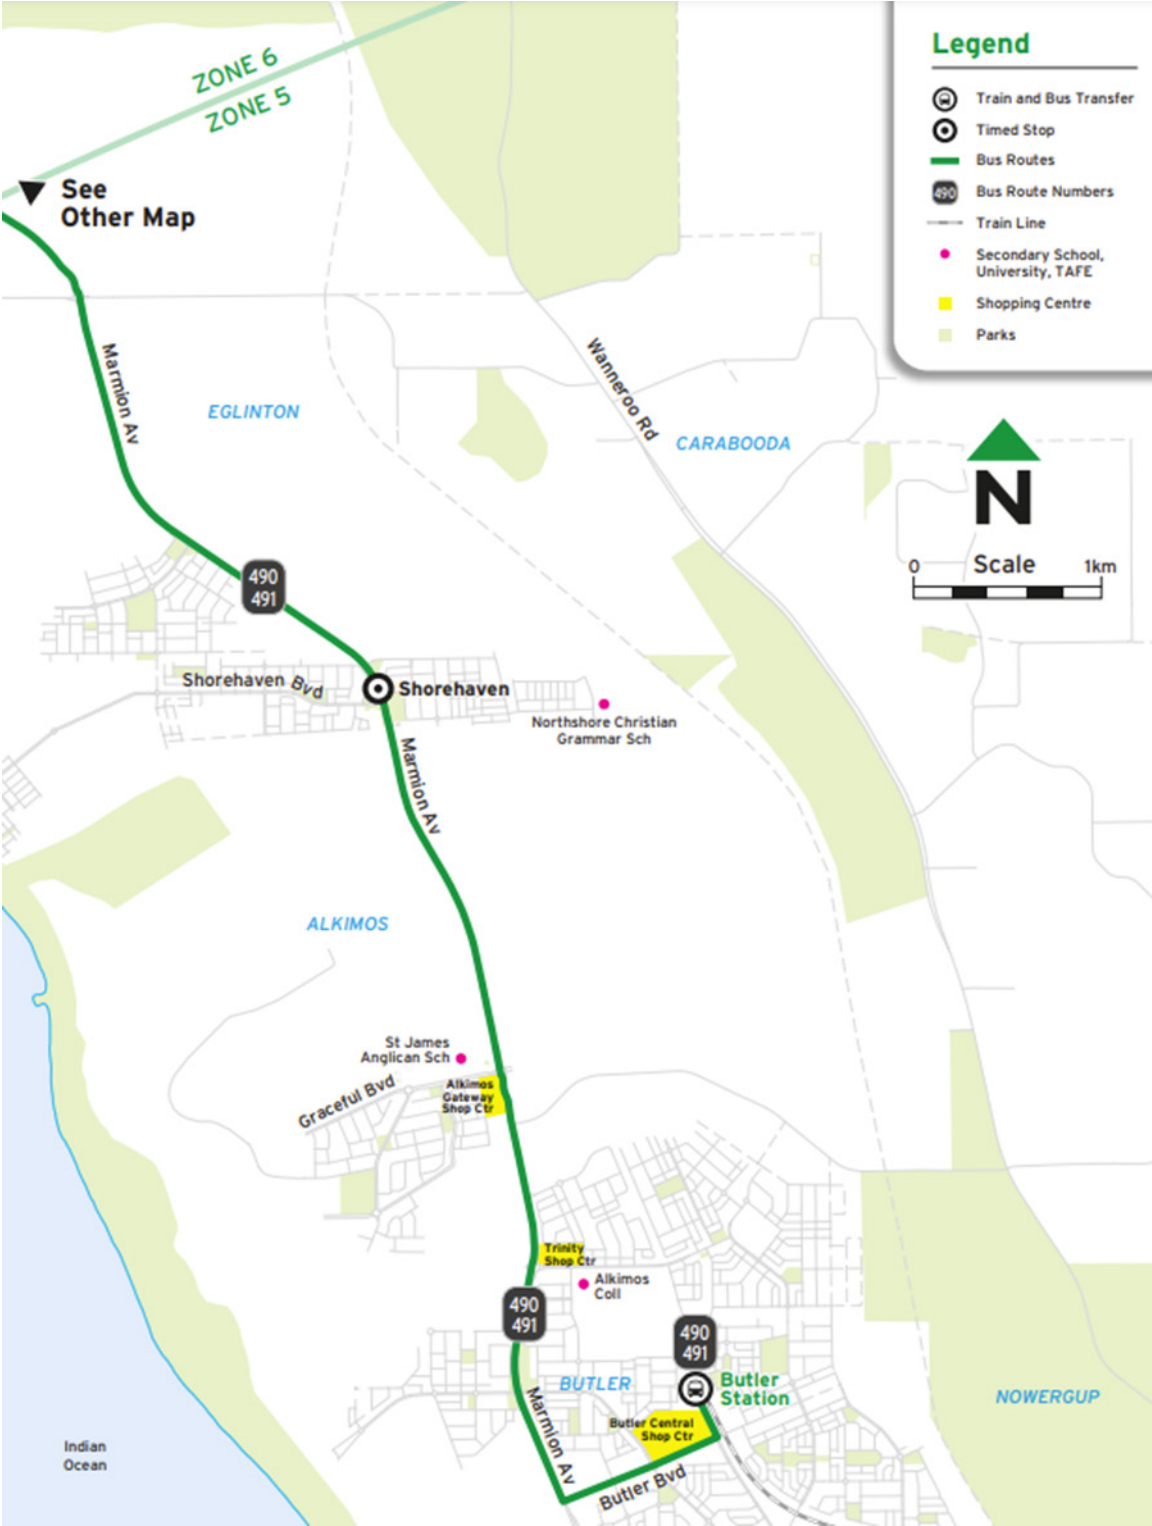 ZONE 6
ZONE 5
See
Other Map
Legend
Train and Bus Transfer
Timed Stop
Bus Routes
490
Bus Route Numbers
Train Line
Secondary School,
University, TAFE
Shopping Centre
Parks
Marmion Av
EGLINTON
Wanneroo Rd
CARABOODA
N
0
Scale
1km
490
491
Shorehaven Bvd
Shorehaven
Northshore Christian
Grammar Sch
Marmion Av
ALKIMOS
St James
Anglican Sch
Graceful Bvd
Alkimos
Gateway
Shop Ctr
Trinity
Shop Ctr
Alkimos
Coll
490
491
490
491
BUTLER
Butler
Station
NOWERGUP
Marmion Av
Butler Central
Shop Ctr
Butler Bvd
Indian
Ocean